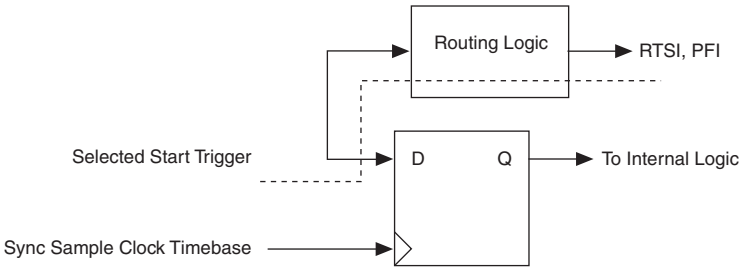 Routing Logic
RTSI, PFI
Selected Start Trigger
D
Q
To Internal Logic
Sync Sample Clock Timebase